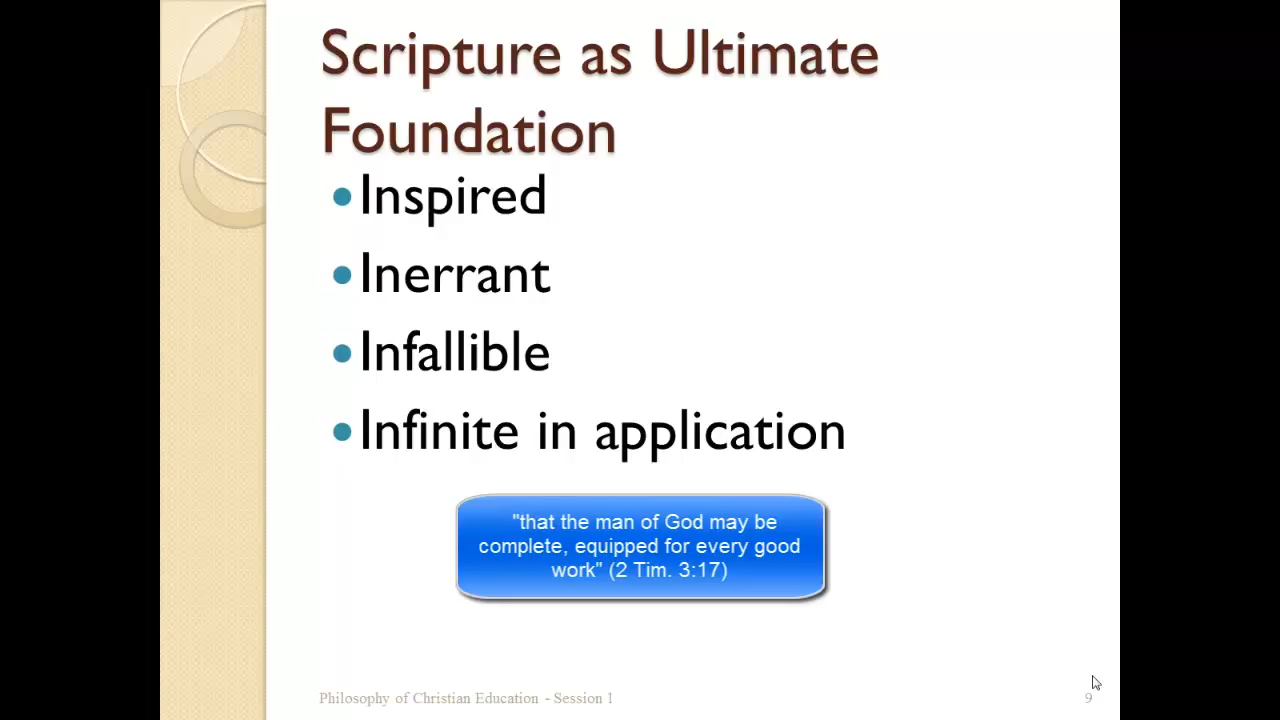 Scripture as Ultimate
Foundation
•Inspired
•Inerrant
•Infallible
•Infinite in application
"that the man of God may be
complete, equipped for every good
work" (2 Tim. 3:17)
Philosophy of Christian Education - Session 1
9